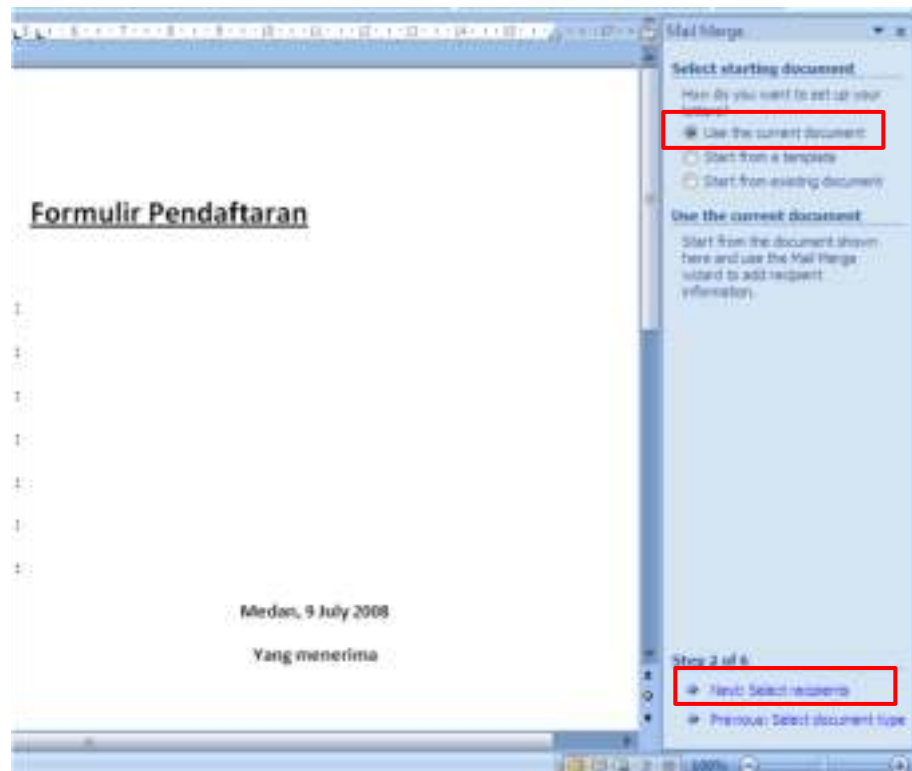 Mail Merge
Select starting document
How do you want to set up your
letters?
Use the current document
Start from a template
Start from existing document
Use the current document
Start from the document shown
here and use the Mail Merge
wizard to add recipient
information.
Formulir Pendaftaran
:
:
:
:
:
:
:
Medan, 9 July 2008
Yang menerima
Step 2 of 6
Next: Select recipients
Previous: Select document type
100%